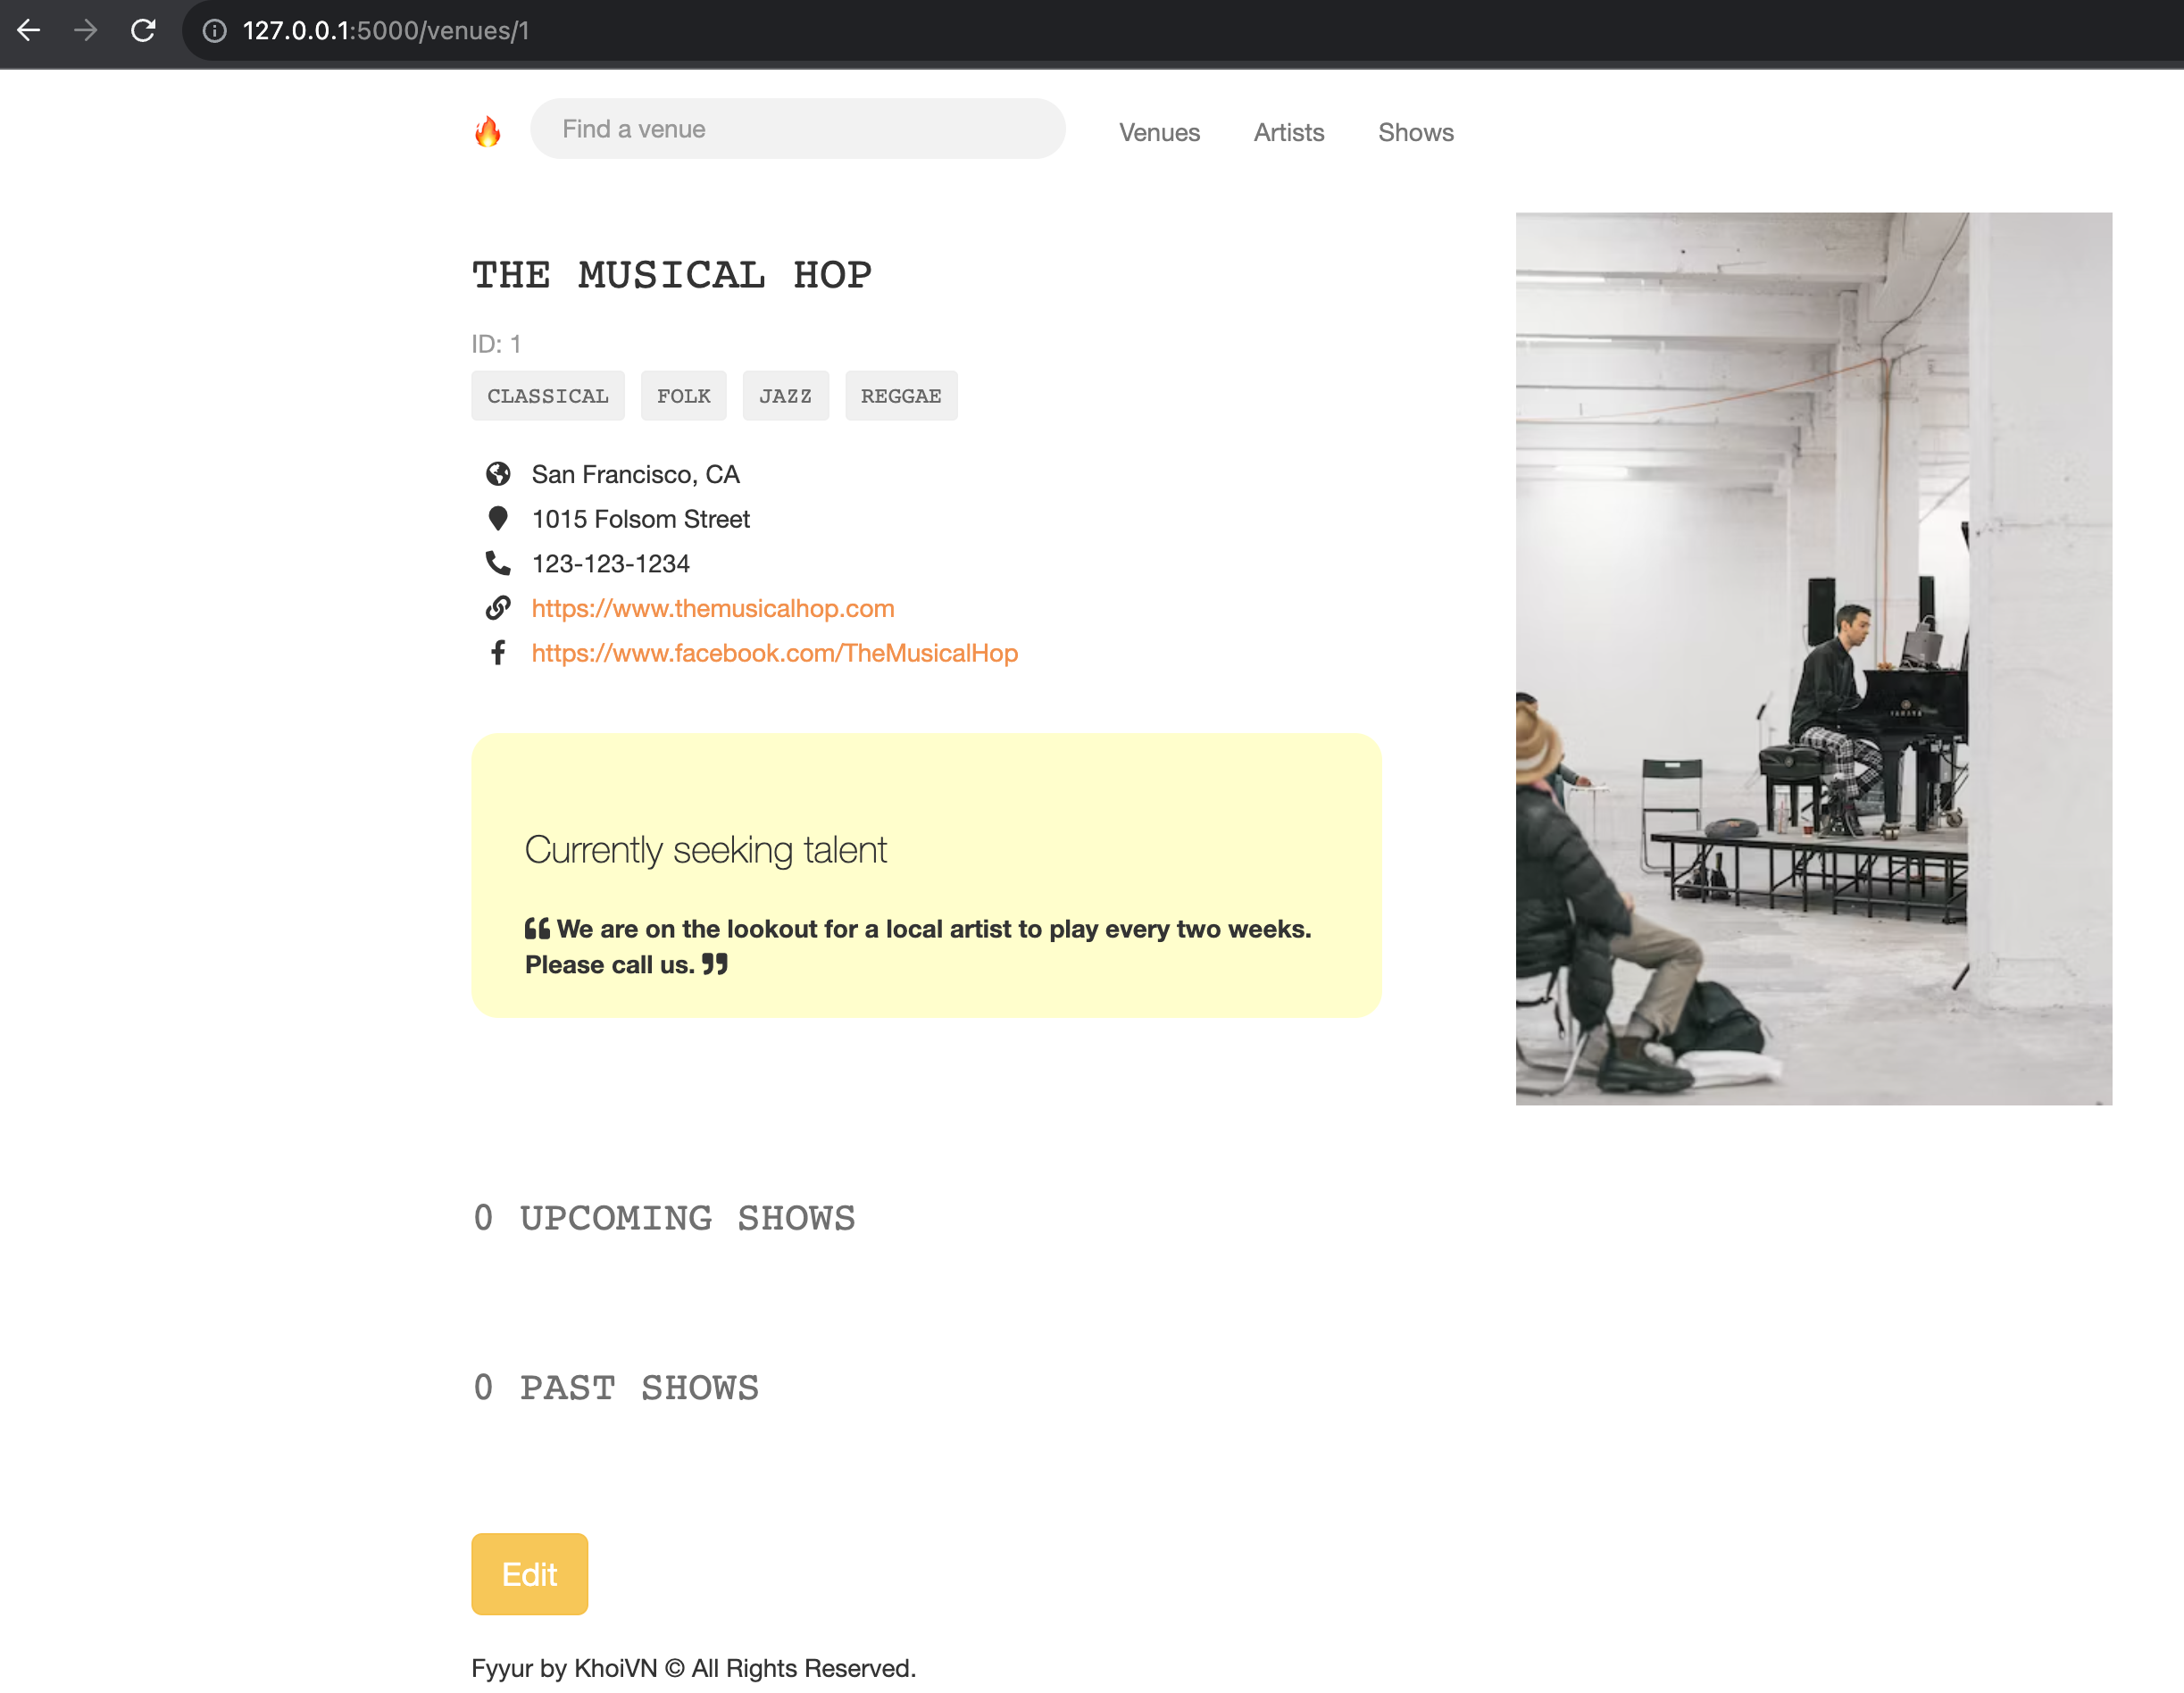 127.0.0.1:5000/venues/1
Find a venue
Venues Artists Shows
THE MUSICAL HOP
ID: 1
CLASSICAL FOLK JAZZ REGGAE
San Francisco, CA
1015 Folsom Street
123-123-1234
https://www.themusicalhop.com
https://www.facebook.com/TheMusicalHop
Currently seeking talent
❝ We are on the lookout for a local artist to play every two weeks.
Please call us. ❞
0 UPCOMING SHOWS
0 PAST SHOWS
Edit
Fyyur by KhoiVN © All Rights Reserved.